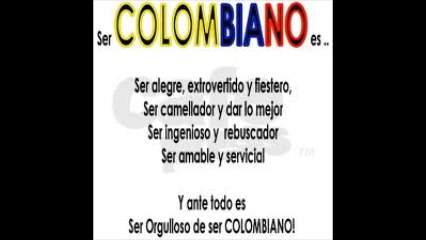 Ser COLOMBIANO es ..
Ser alegre, extrovertido y fiestero,
Ser camellador y dar lo mejor
Ser ingenioso y rebuscador
Ser amable y servicial
Y ante todo es
Ser Orgulloso de ser COLOMBIANO!